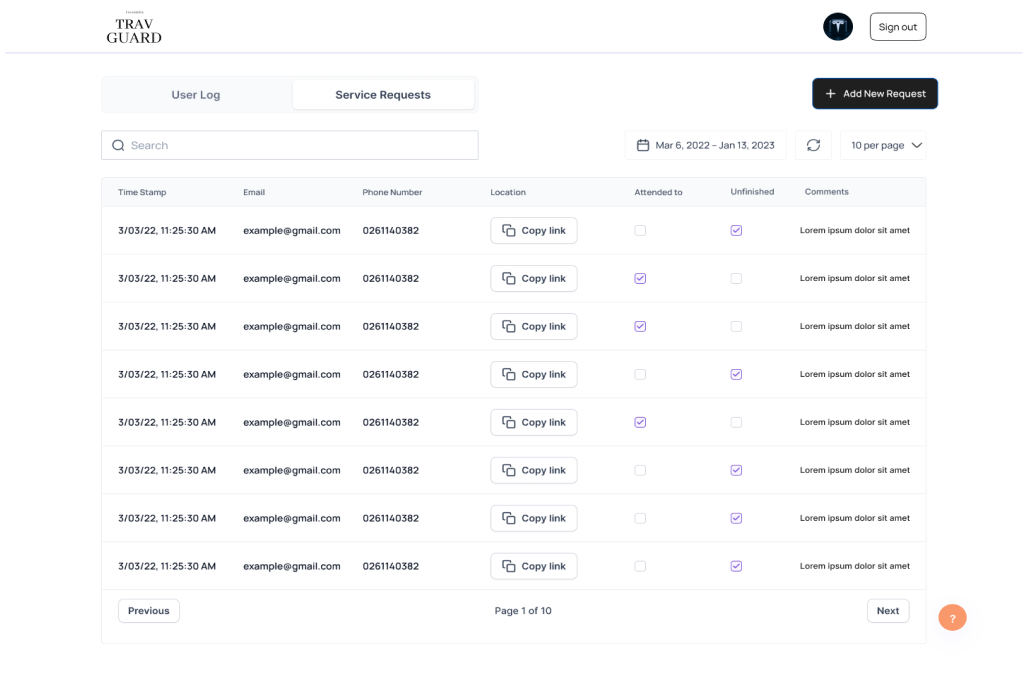 TRAV
GUARD
Sign out
User Log
Service Requests
+ Add New Request
Search
Mar 6, 2022 – Jan 13, 2023
10 per page
Time Stamp Email Phone Number Location Attended to Unfinished Comments
3/03/22, 11:25:30 AM example@gmail.com 0261140382 Copy link Lorem ipsum dolor sit amet
3/03/22, 11:25:30 AM example@gmail.com 0261140382 Copy link Lorem ipsum dolor sit amet
3/03/22, 11:25:30 AM example@gmail.com 0261140382 Copy link Lorem ipsum dolor sit amet
3/03/22, 11:25:30 AM example@gmail.com 0261140382 Copy link Lorem ipsum dolor sit amet
3/03/22, 11:25:30 AM example@gmail.com 0261140382 Copy link Lorem ipsum dolor sit amet
3/03/22, 11:25:30 AM example@gmail.com 0261140382 Copy link Lorem ipsum dolor sit amet
3/03/22, 11:25:30 AM example@gmail.com 0261140382 Copy link Lorem ipsum dolor sit amet
3/03/22, 11:25:30 AM example@gmail.com 0261140382 Copy link Lorem ipsum dolor sit amet
Previous
Page 1 of 10
Next
?